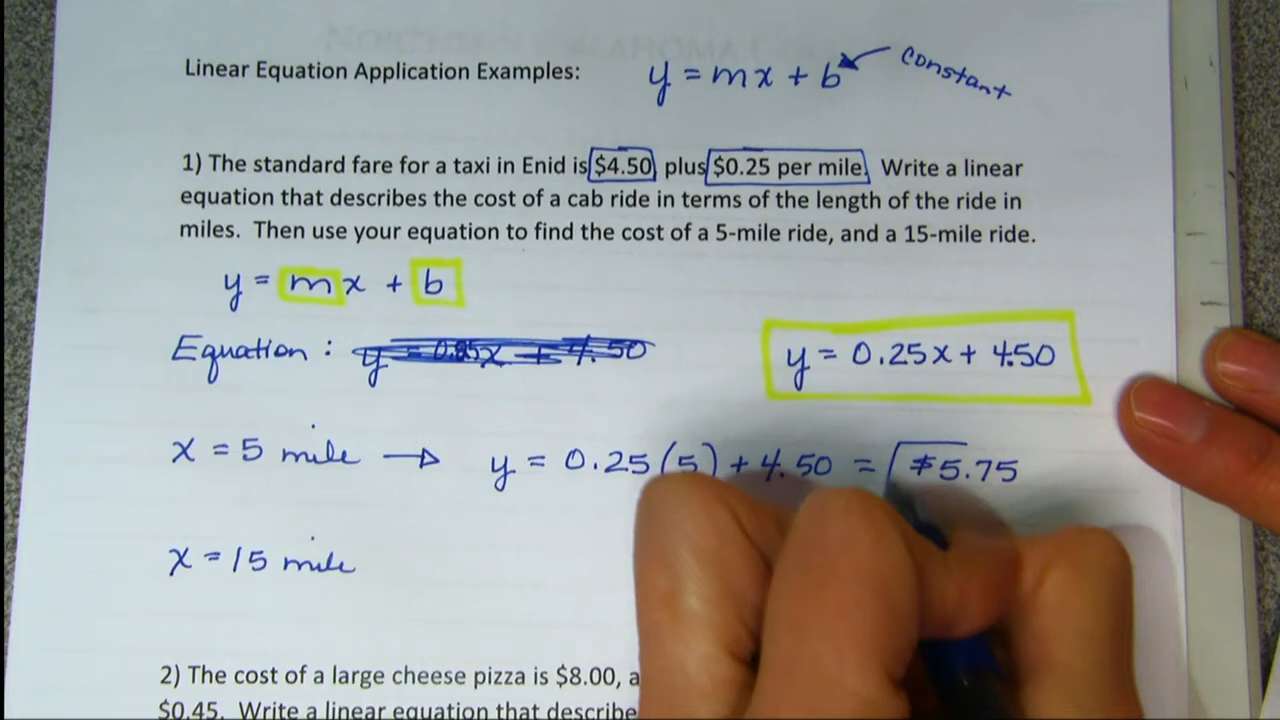 Linear Equation Application Examples: y = mx + b constant
1) The standard fare for a taxi in Enid is $4.50 plus $0.25 per mile. Write a linear
equation that describes the cost of a cab ride in terms of the length of the ride in
miles. Then use your equation to find the cost of a 5-mile ride, and a 15-mile ride.
y = mx + b
Equation : y = 0.25x + 4.50 y = 0.25x + 4.50
x = 5 mile → y = 0.25(5) + 4.50 = $5.75
x = 15 mile
2) The cost of a large cheese pizza is $8.00, a
$0.45. Write a linear equation that describe